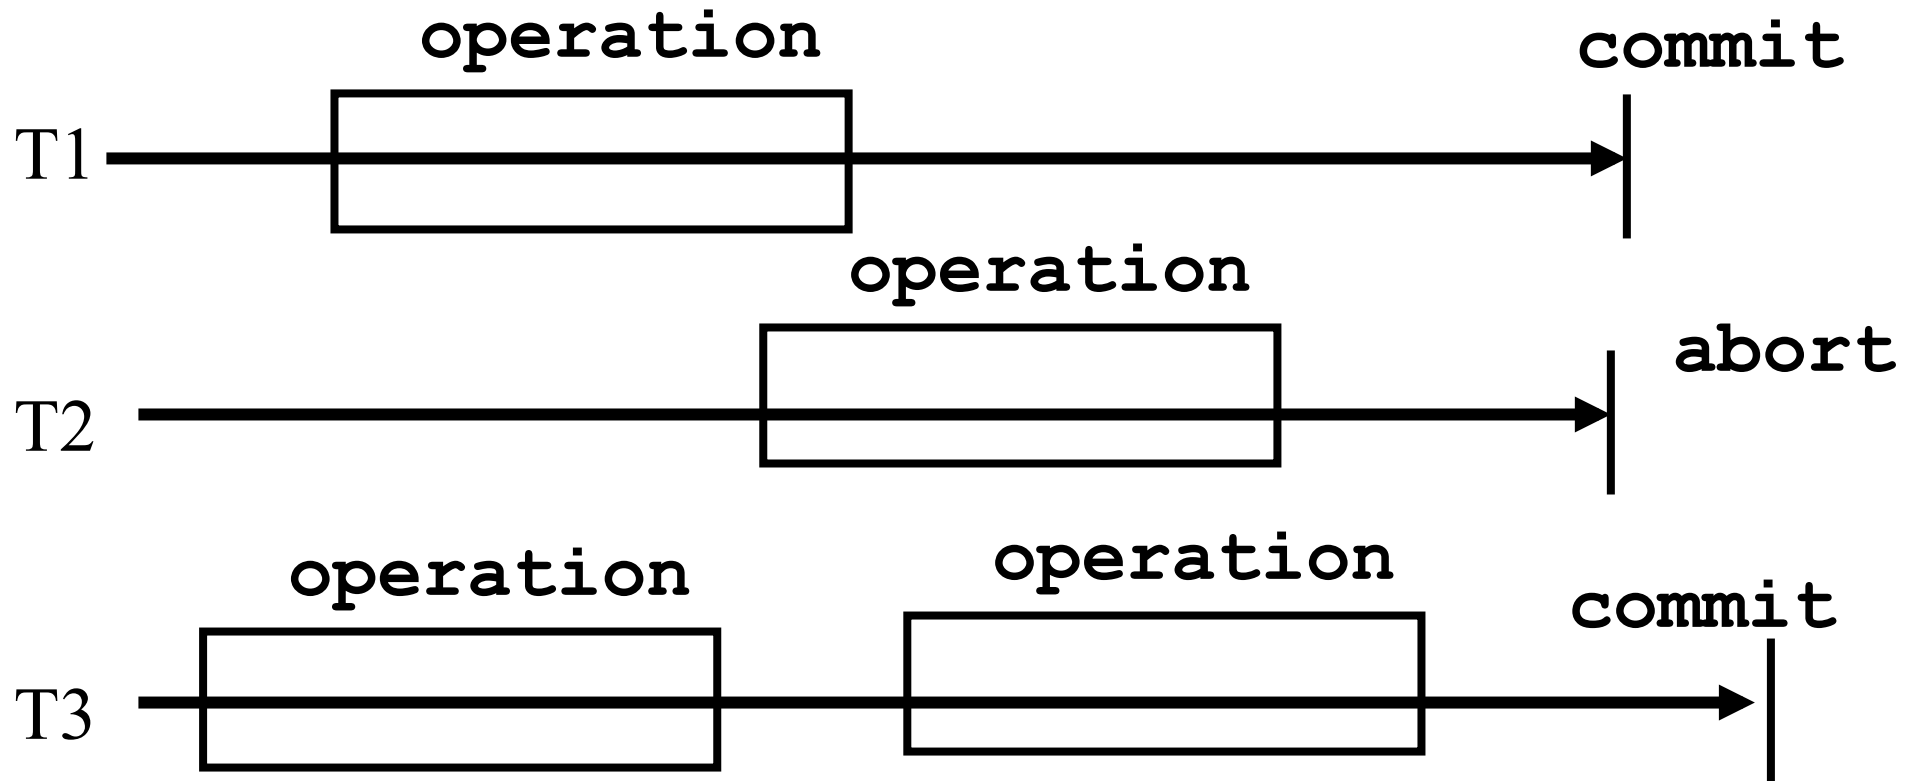 operation
commit
T1
operation
abort
T2
operation
operation
commit
T3